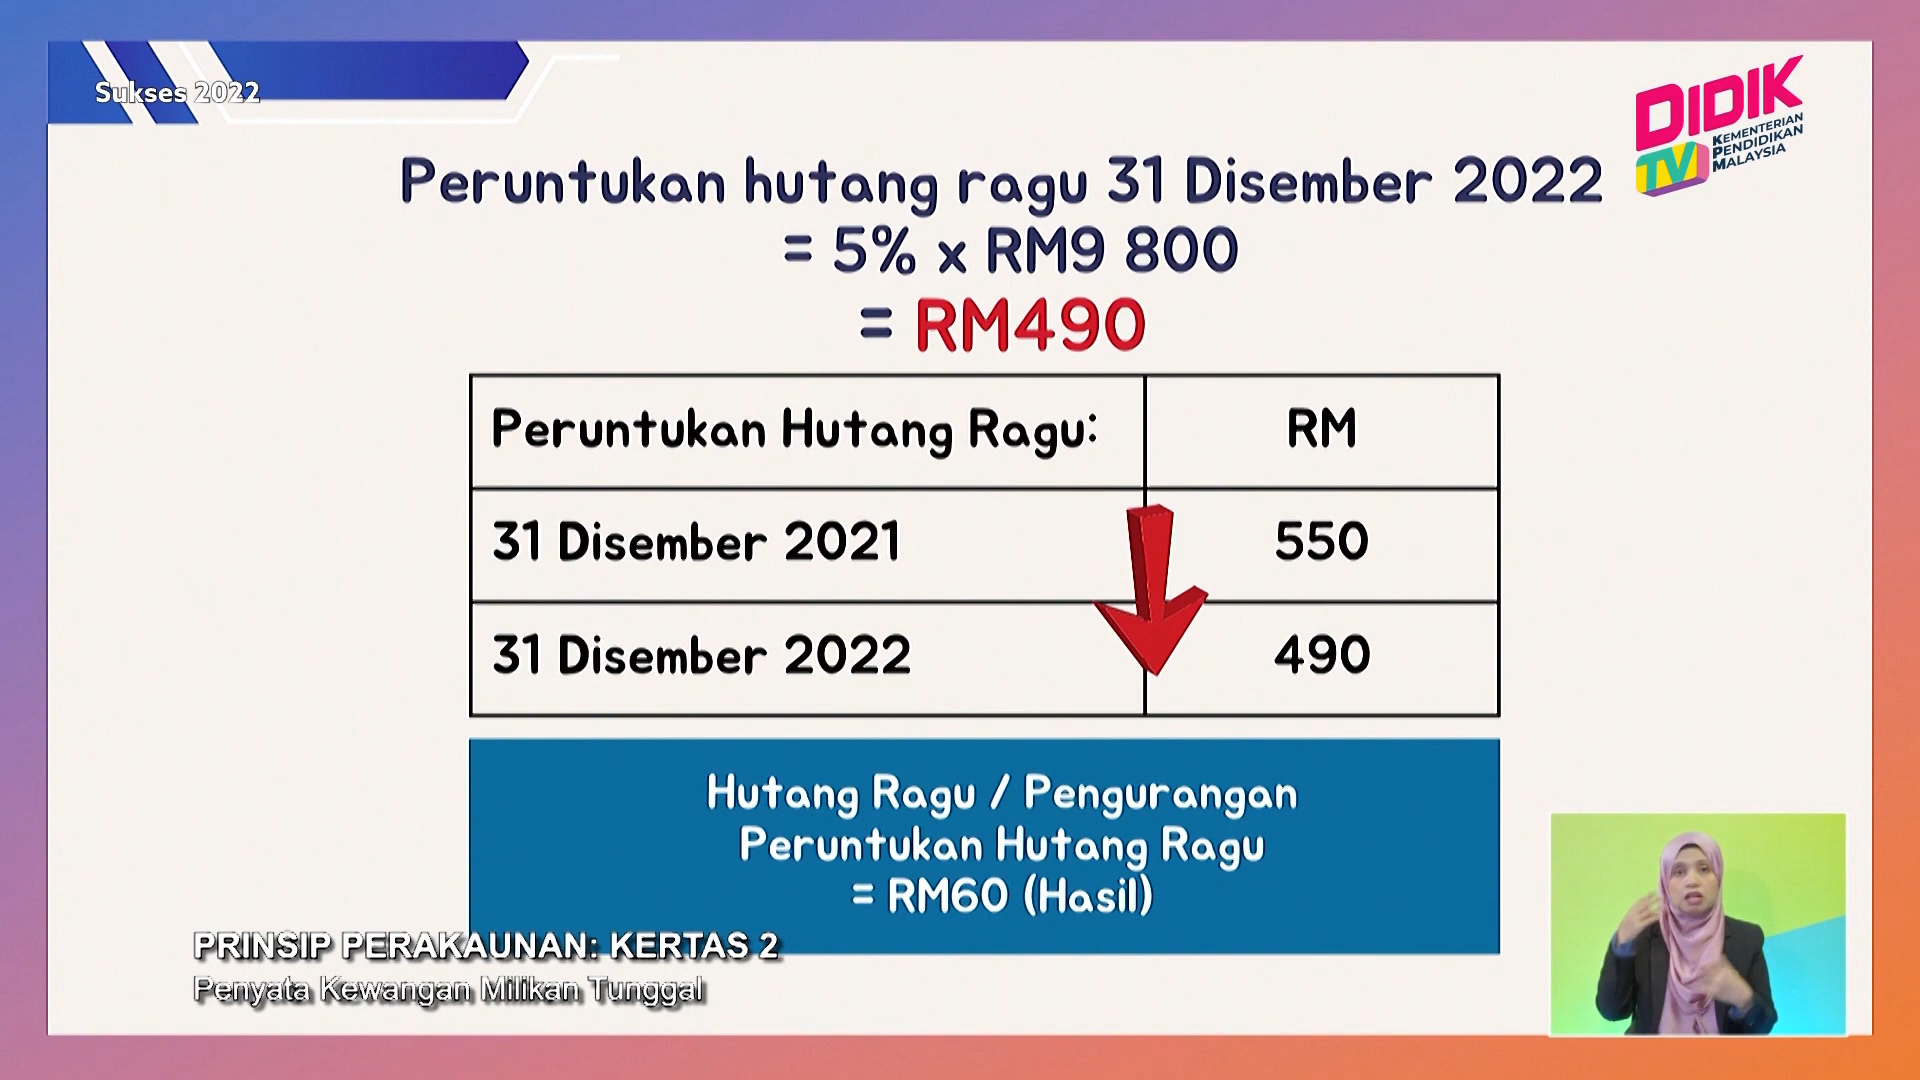 Sukses 2022
DIDIK
TV
KEMENTERIAN
PENDIDIKAN
MALAYSIA
Peruntukan hutang ragu 31 Disember 2022
= 5% x RM9 800
= RM490
Peruntukan Hutang Ragu: RM
31 Disember 2021 550
31 Disember 2022 490
Hutang Ragu / Pengurangan
Peruntukan Hutang Ragu
= RM60 (Hasil)
PRINSIP PERAKAUNAN: KERTAS 2
Penyata Kewangan Milikan Tunggal